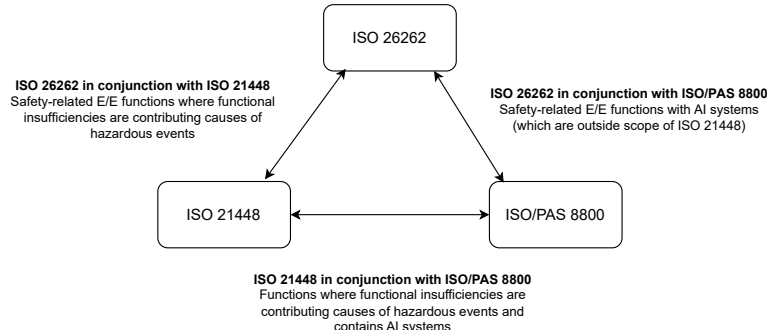 ISO 26262
ISO 26262 in conjunction with ISO 21448
Safety-related E/E functions where functional
insufficiencies are contributing causes of
hazardous events
ISO 26262 in conjunction with ISO/PAS 8800
Safety-related E/E functions with AI systems
(which are outside scope of ISO 21448)
ISO 21448
ISO/PAS 8800
ISO 21448 in conjunction with ISO/PAS 8800
Functions where functional insufficiencies are
contributing causes of hazardous events and
contains AI systems